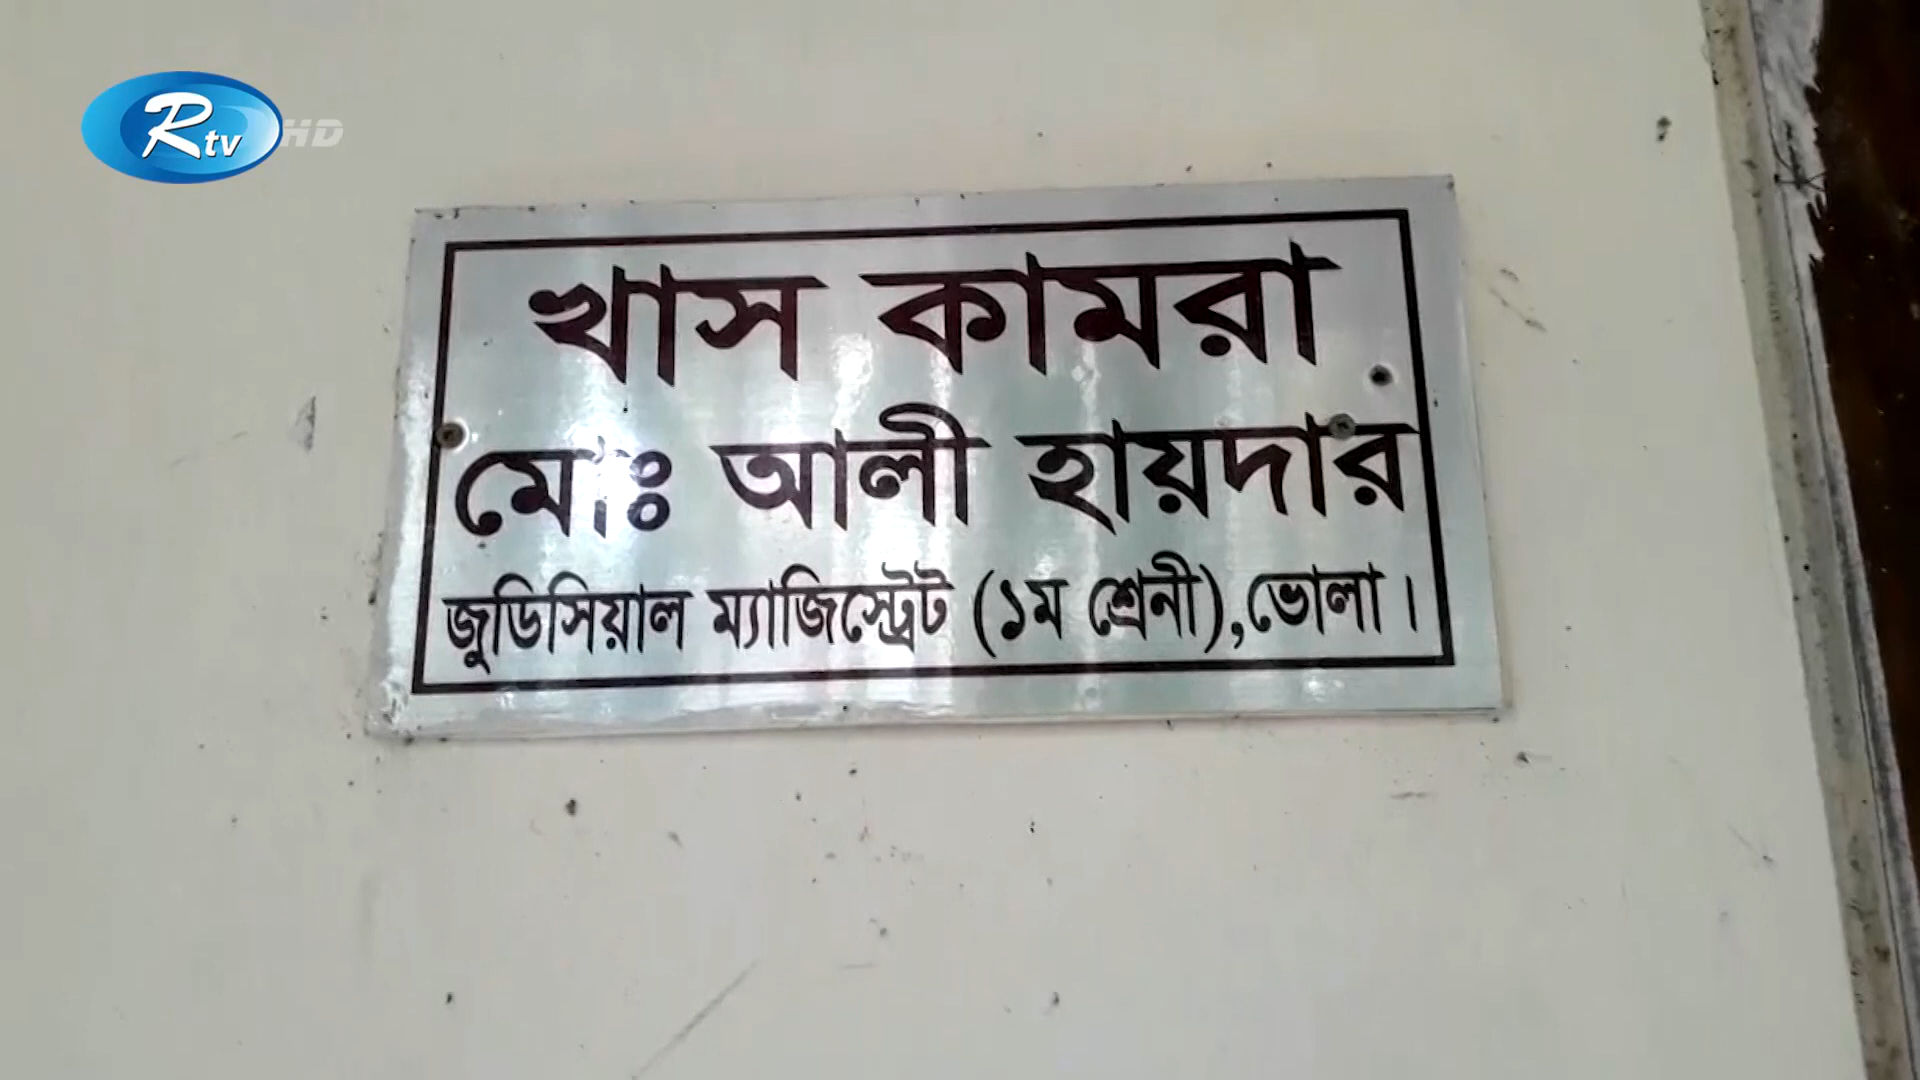 Rtv HD
খাস কামরা
মোঃ আলী হায়দার
জুডিসিয়াল ম্যাজিস্ট্রেট (১ম শ্রেনী),ভোলা।